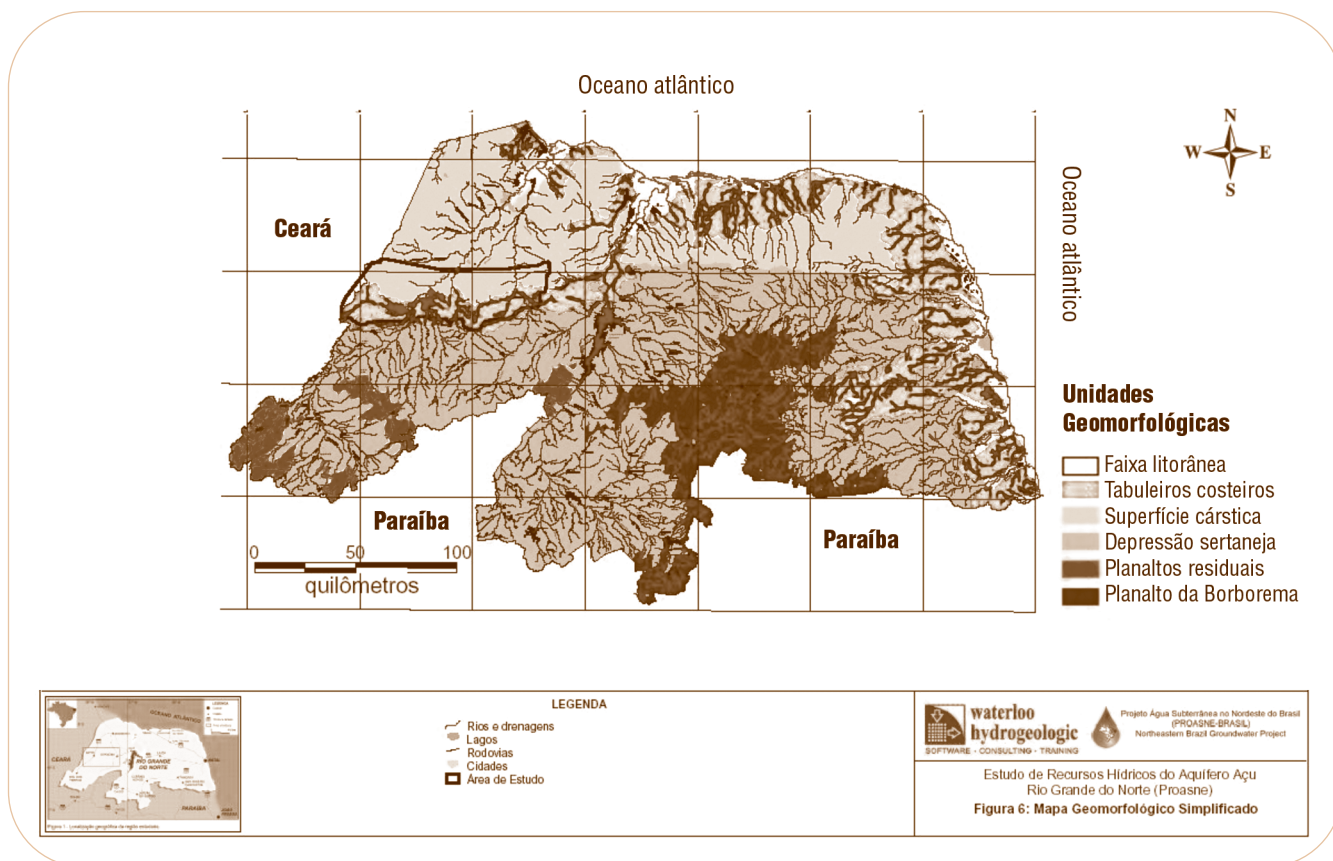 Oceano atlântico
N
W E
S
Oceano atlântico
Ceará
Paraíba
Paraíba
0 50 100
quilômetros
Unidades
Geomorfológicas
Faixa litorânea
Tabuleiros costeiros
Superfície cárstica
Depressão sertaneja
Planaltos residuais
Planalto da Borborema
OCEANO ATLÂNTICO
CEARÁ
RIO GRANDE
DO NORTE
PARAÍBA
LEGENDA
Rios e drenagens
Lagos
Rodovias
Cidades
Área de Estudo
waterloo
hydrogeologic
SOFTWARE - CONSULTING - TRAINING
Projeto Água Subterrânea no Nordeste do Brasil
(PROASNE-BRASIL)
Northeastern Brazil Groundwater Project
Estudo de Recursos Hídricos do Aquífero Açu
Rio Grande do Norte (Proasne)
Figura 6: Mapa Geomorfológico Simplificado